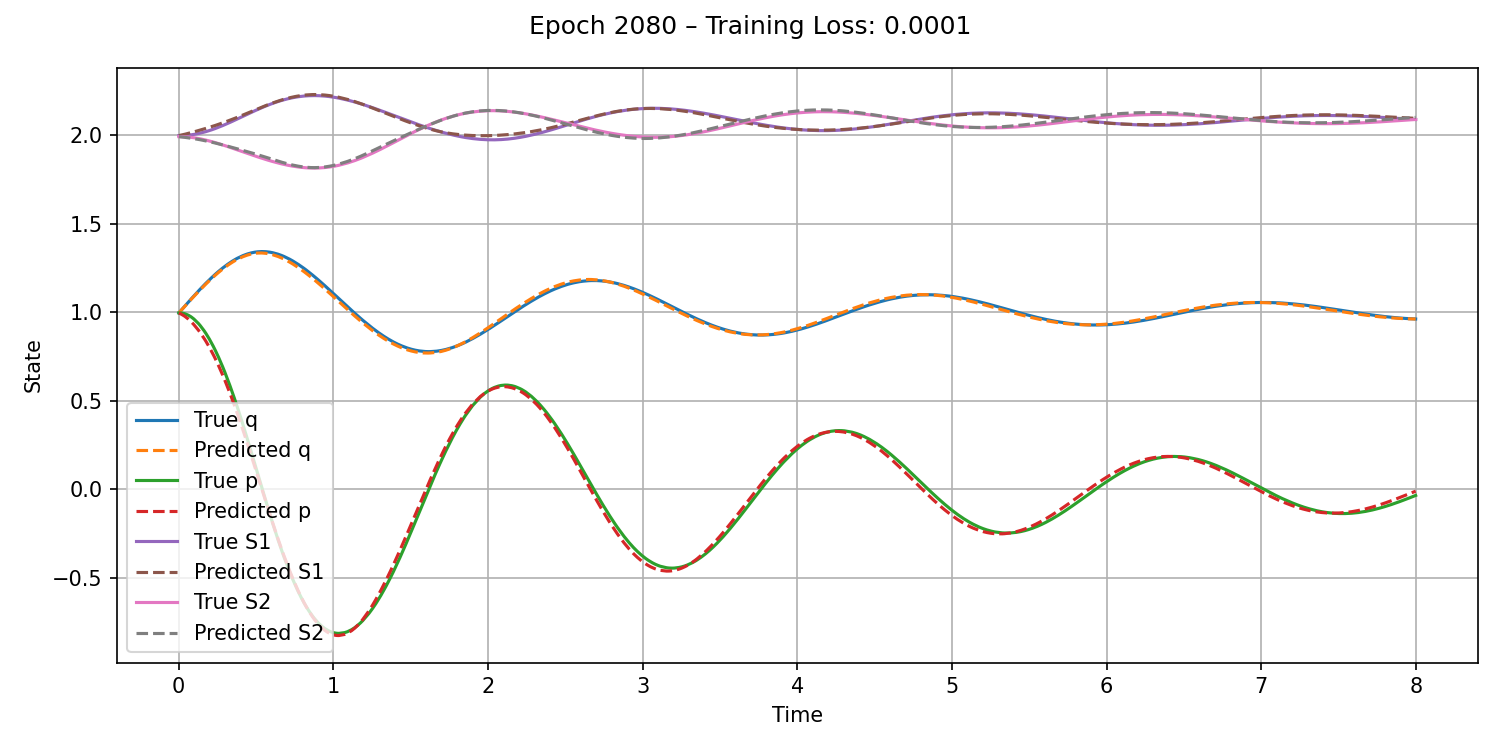 Epoch 2080 – Training Loss: 0.0001
2.0
1.5
1.0
0.5
0.0
−0.5
State
True q
Predicted q
True p
Predicted p
True S1
Predicted S1
True S2
Predicted S2
0 1 2 3 4 5 6 7 8
Time